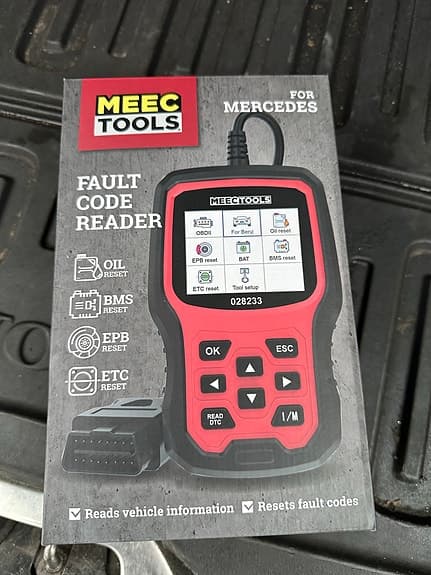 MEEC
TOOLS
FOR
MERCEDES
FAULT
CODE
READER
OIL
RESET
BMS
RESET
EPB
RESET
ETC
RESET
MEEC TOOLS
OBDII
For Benz
Oil reset
EPB reset
BAT
BMS reset
ETC reset
Tool setup
028233
OK
ESC
READ
DTC
I/M
Reads vehicle information
Resets fault codes